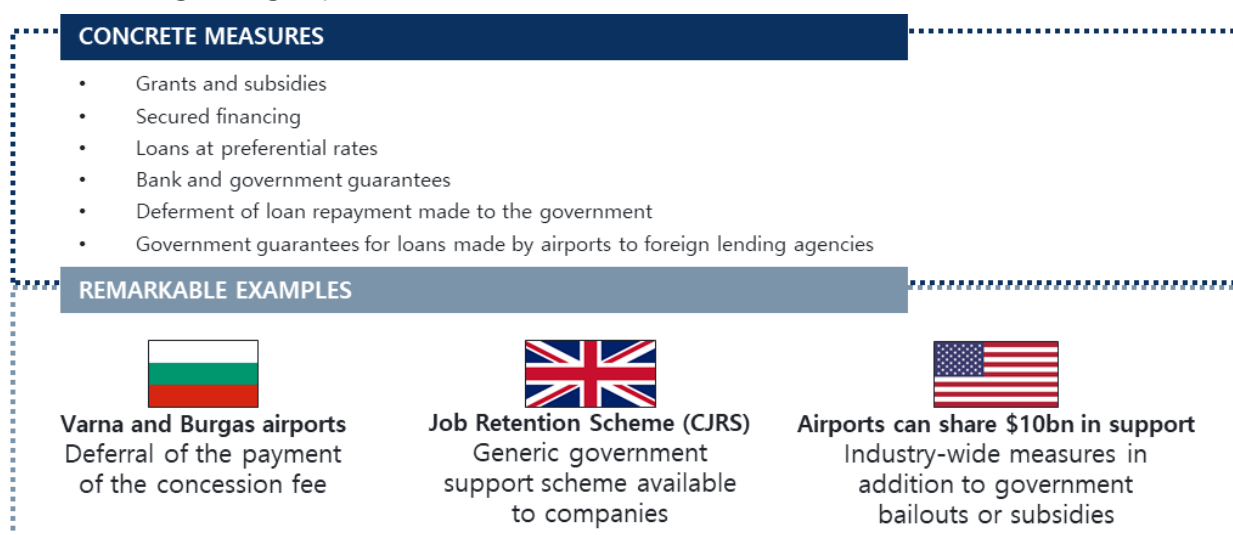 CONCRETE MEASURES
• Grants and subsidies
• Secured financing
• Loans at preferential rates
• Bank and government guarantees
• Deferment of loan repayment made to the government
• Government guarantees for loans made by airports to foreign lending agencies
REMARKABLE EXAMPLES
Varna and Burgas airports
Deferral of the payment
of the concession fee
Job Retention Scheme (CJRS)
Generic government
support scheme available
to companies
Airports can share $10bn in support
Industry-wide measures in
addition to government
bailouts or subsidies